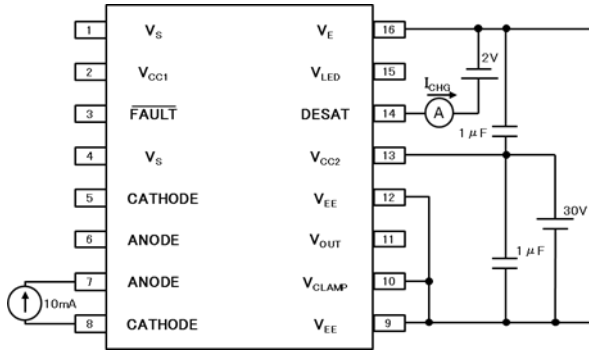 1 V_S V_E 16
2 V_CC1 V_LED 15
2V
I_CHG
3 FAULT DESAT 14
A
1 μF
4 V_S V_CC2 13
5 CATHODE V_EE 12
6 ANODE V_OUT 11
30V
1 μF
7 ANODE V_CLAMP 10
10mA
8 CATHODE V_EE 9